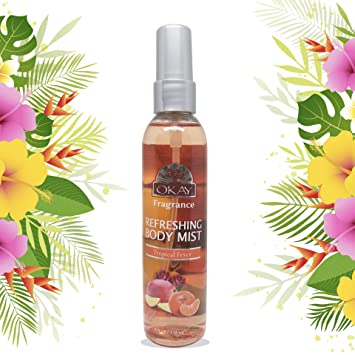 OKAY
Fragrance
REFRESHING
BODY MIST
Tropical Fever